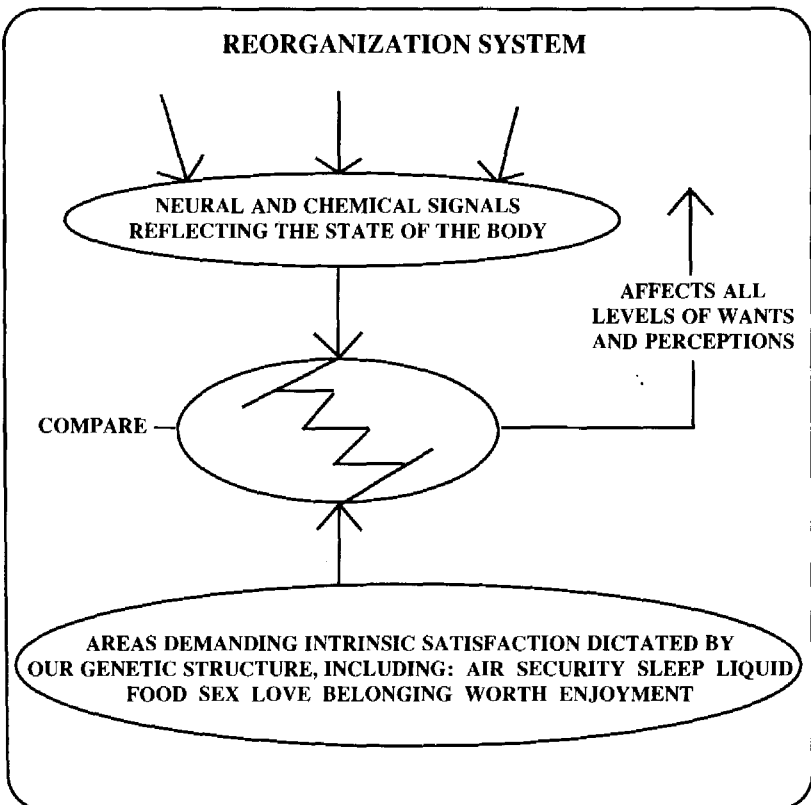 REORGANIZATION SYSTEM
NEURAL AND CHEMICAL SIGNALS
REFLECTING THE STATE OF THE BODY
AFFECTS ALL
LEVELS OF WANTS
AND PERCEPTIONS
COMPARE
AREAS DEMANDING INTRINSIC SATISFACTION DICTATED BY
OUR GENETIC STRUCTURE, INCLUDING: AIR SECURITY SLEEP LIQUID
FOOD SEX LOVE BELONGING WORTH ENJOYMENT